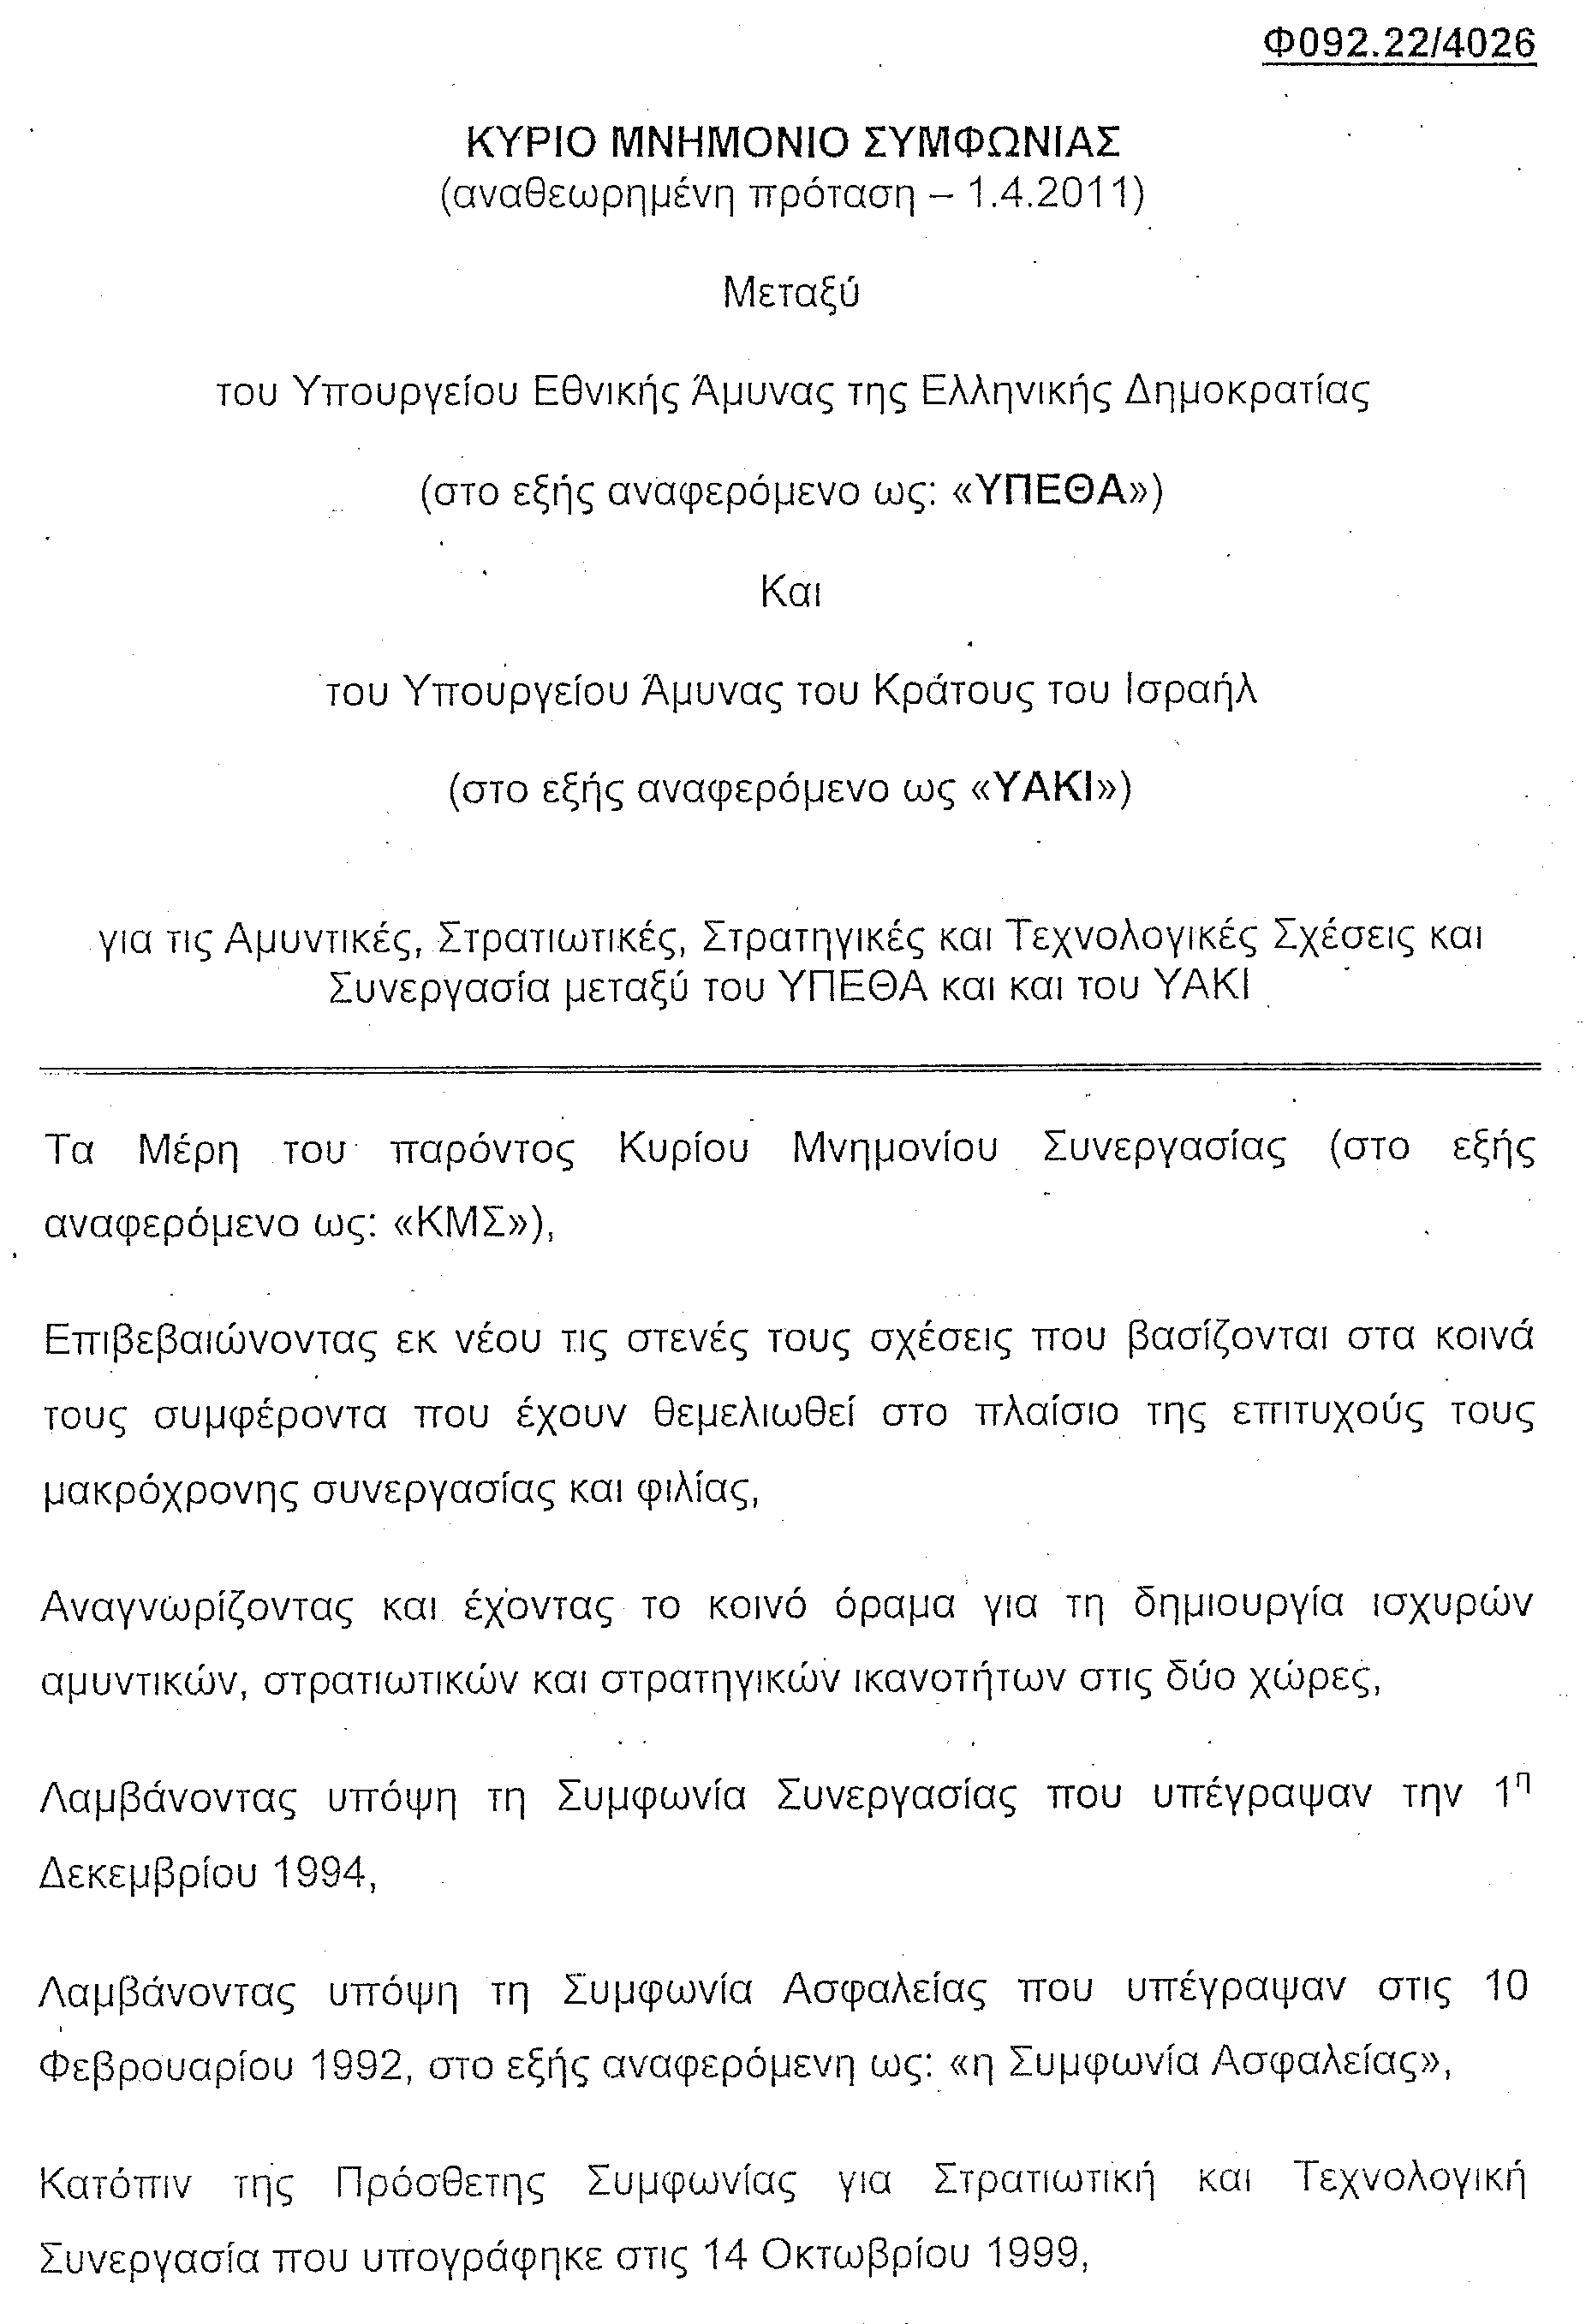 Φ092.22/4026
ΚΥΡΙΟ ΜΝΗΜΟΝΙΟ ΣΥΜΦΩΝΙΑΣ
(αναθεωρημένη πρόταση – 1.4.2011)
Μεταξύ
του Υπουργείου Εθνικής Άμυνας της Ελληνικής Δημοκρατίας
(στο εξής αναφερόμενο ως: «ΥΠΕΘΑ»)
Και
του Υπουργείου Άμυνας του Κράτους του Ισραήλ
(στο εξής αναφερόμενο ως «ΥΑΚΙ»)
για τις Αμυντικές, Στρατιωτικές, Στρατηγικές και Τεχνολογικές Σχέσεις και
Συνεργασία μεταξύ του ΥΠΕΘΑ και και του ΥΑΚΙ
Τα Μέρη του παρόντος Κυρίου Μνημονίου Συνεργασίας (στο εξής
αναφερόμενο ως: «ΚΜΣ»),
Επιβεβαιώνοντας εκ νέου τις στενές τους σχέσεις που βασίζονται στα κοινά
τους συμφέροντα που έχουν θεμελιωθεί στο πλαίσιο της επιτυχούς τους
μακρόχρονης συνεργασίας και φιλίας,
Αναγνωρίζοντας και έχοντας το κοινό όραμα για τη δημιουργία ισχυρών
αμυντικών, στρατιωτικών και στρατηγικών ικανοτήτων στις δύο χώρες,
Λαμβάνοντας υπόψη τη Συμφωνία Συνεργασίας που υπέγραψαν την 1η
Δεκεμβρίου 1994,
Λαμβάνοντας υπόψη τη Συμφωνία Ασφαλείας που υπέγραψαν στις 10
Φεβρουαρίου 1992, στο εξής αναφερόμενη ως: «η Συμφωνία Ασφαλείας»,
Κατόπιν της Πρόσθετης Συμφωνίας για Στρατιωτική και Τεχνολογική
Συνεργασία που υπογράφηκε στις 14 Οκτωβρίου 1999,